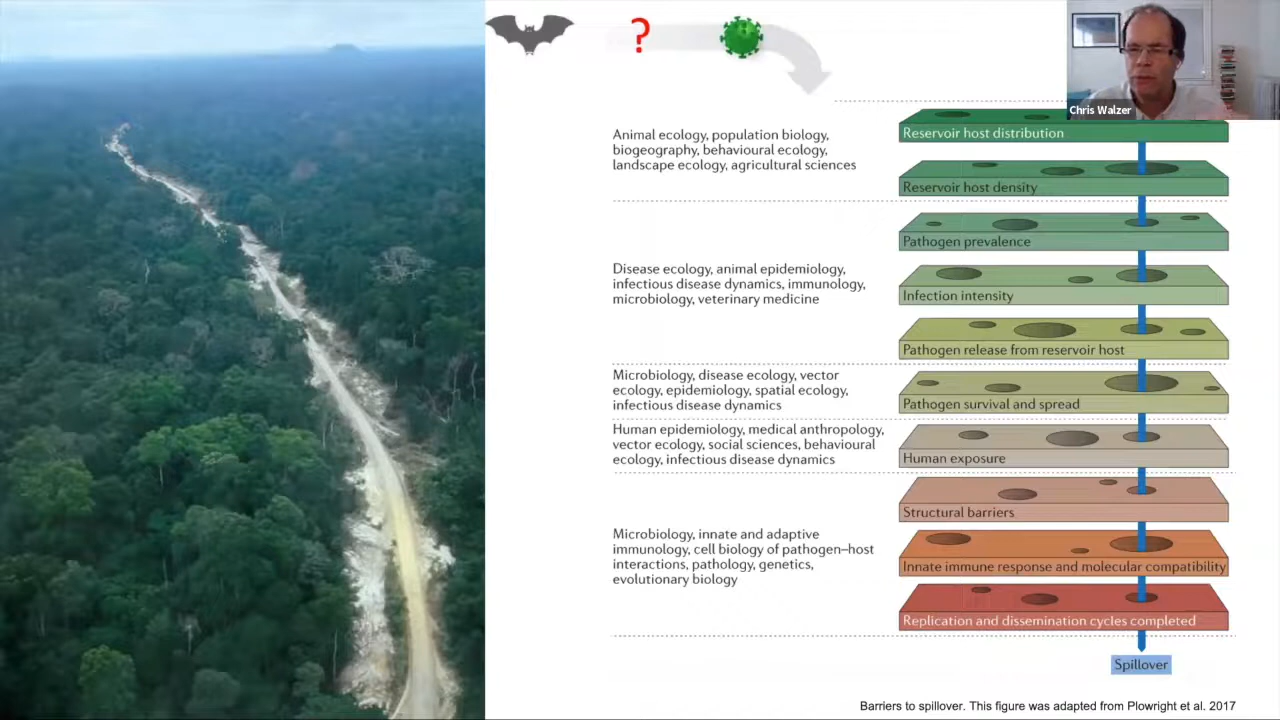 ?
Chris Walzer
Animal ecology, population biology,
biogeography, behavioural ecology,
landscape ecology, agricultural sciences
Reservoir host distribution
Reservoir host density
Disease ecology, animal epidemiology,
infectious disease dynamics, immunology,
microbiology, veterinary medicine
Pathogen prevalence
Infection intensity
Pathogen release from reservoir host
Microbiology, disease ecology, vector
ecology, epidemiology, spatial ecology,
infectious disease dynamics
Pathogen survival and spread
Human epidemiology, medical anthropology,
vector ecology, social sciences, behavioural
ecology, infectious disease dynamics
Human exposure
Microbiology, innate and adaptive
immunology, cell biology of pathogen–host
interactions, pathology, genetics,
evolutionary biology
Structural barriers
Innate immune response and molecular compatibility
Replication and dissemination cycles completed
Spillover
Barriers to spillover. This figure was adapted from Plowright et al. 2017